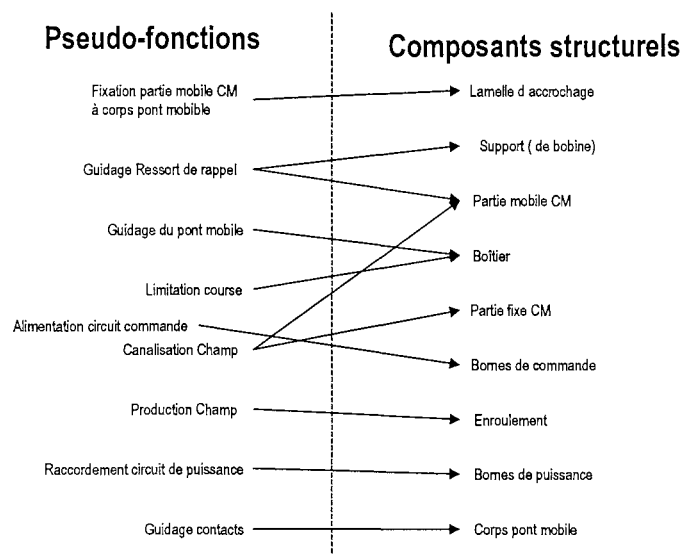 Pseudo-fonctions
Fixation partie mobile CM
à corps pont mobible
Guidage Ressort de rappel
Guidage du pont mobile
Limitation course
Alimentation circuit commande
Canalisation Champ
Production Champ
Raccordement circuit de puissance
Guidage contacts
Composants structurels
Lamelle d accrochage
Support ( de bobine)
Partie mobile CM
Boîtier
Partie fixe CM
Bornes de commande
Enroulement
Bornes de puissance
Corps pont mobile